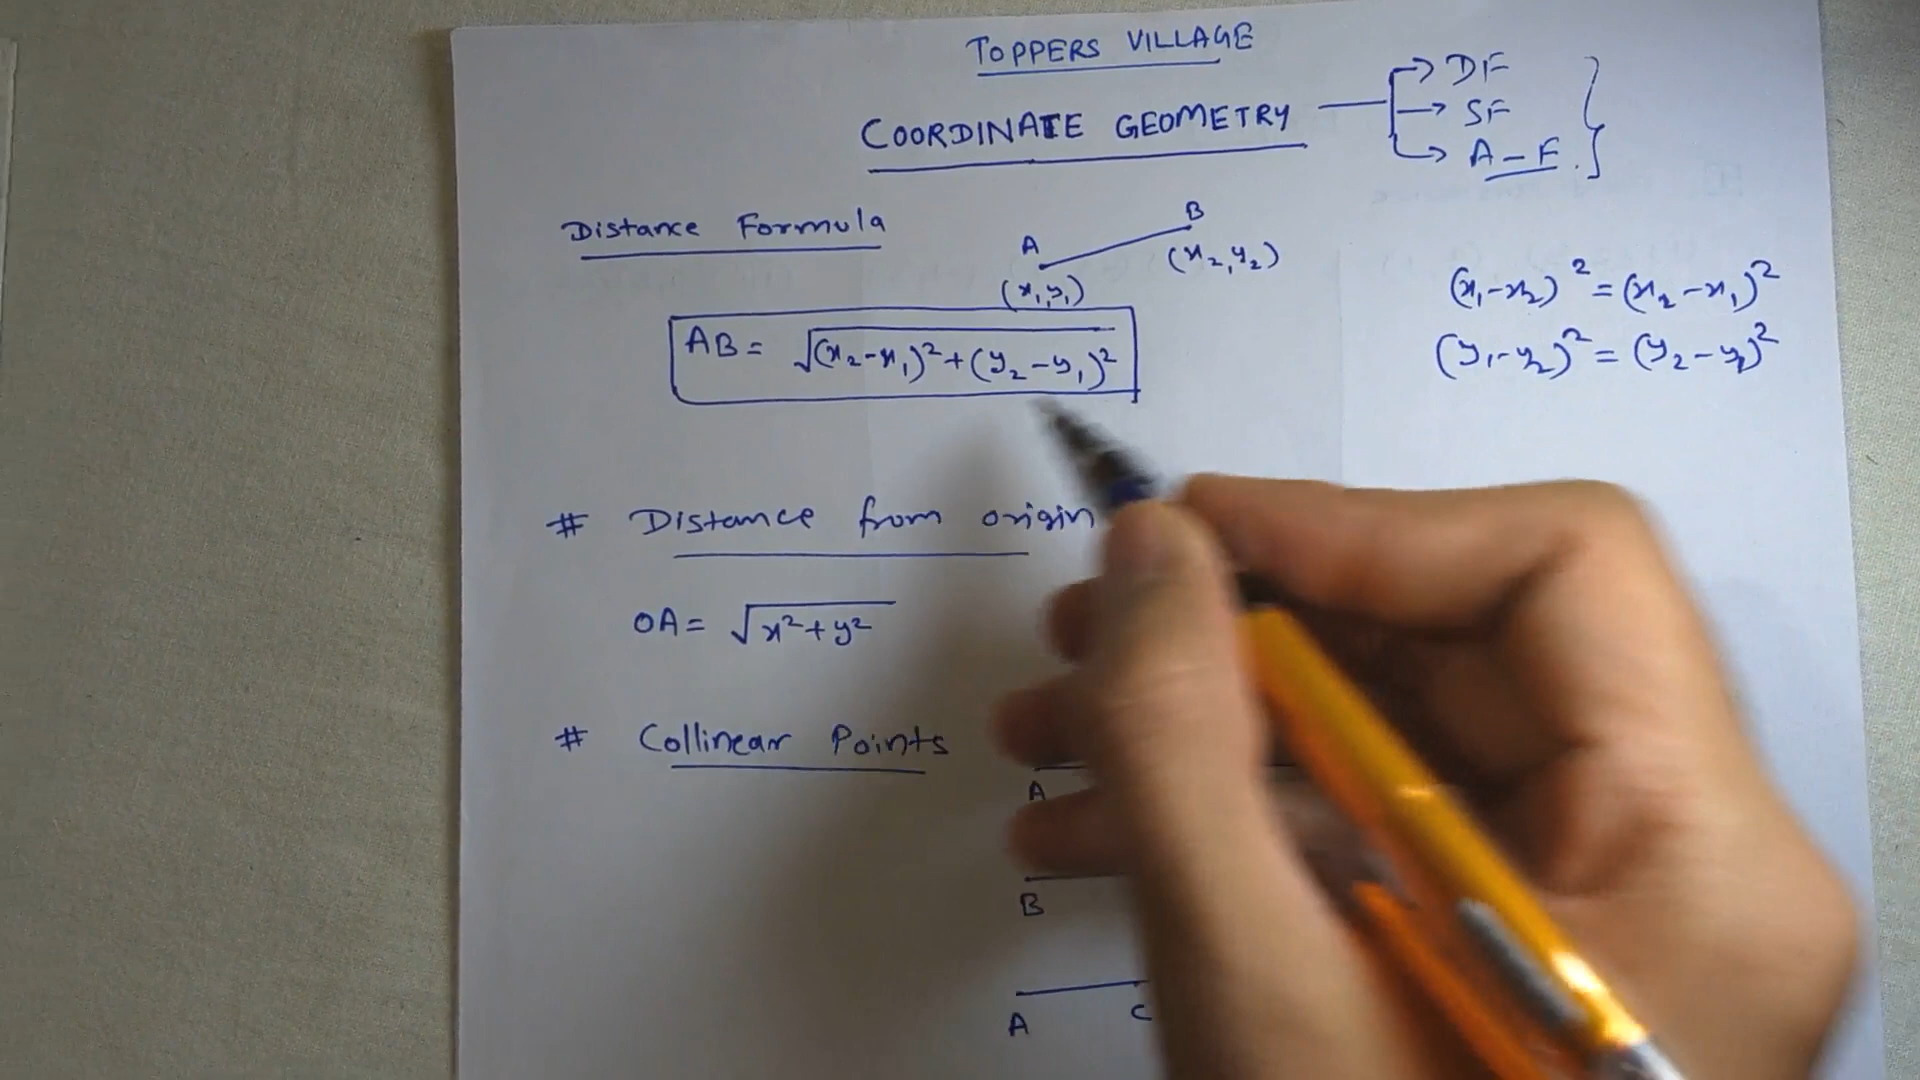 TOPPERS VILLAGE
COORDINATE GEOMETRY
→ DF
→ SF
→ A-F.
Distance Formula
A
B
(x₁,y₁)
(x₂,y₂)
AB = √(x₂-x₁)²+(y₂-y₁)²
(x₁-x₂)² = (x₂-x₁)²
(y₁-y₂)² = (y₂-y₁)²
# Distance from origin
OA = √x²+y²
# Collinear Points
A
B
A C